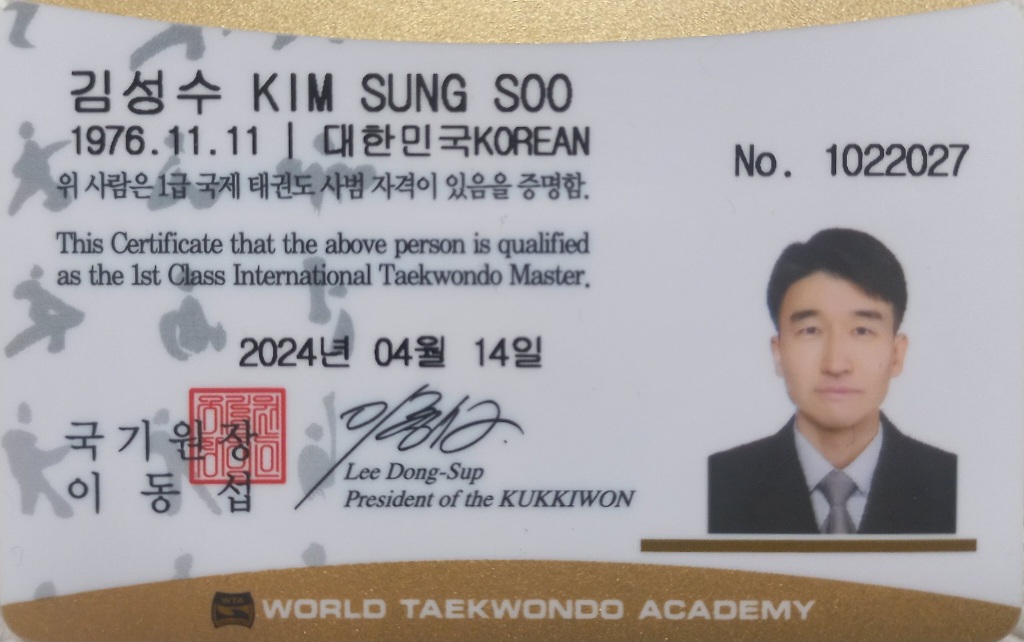 김성수 KIM SUNG SOO
1976.11.11 | 대한민국KOREAN
No. 1022027
위 사람은 1급 국제 태권도 사범 자격이 있음을 증명함.
This Certificate that the above person is qualified
as the 1st Class International Taekwondo Master.
2024년 04월 14일
국기원장
이동섭
Lee Dong-Sup
President of the KUKKIWON
WTA
WORLD TAEKWONDO ACADEMY